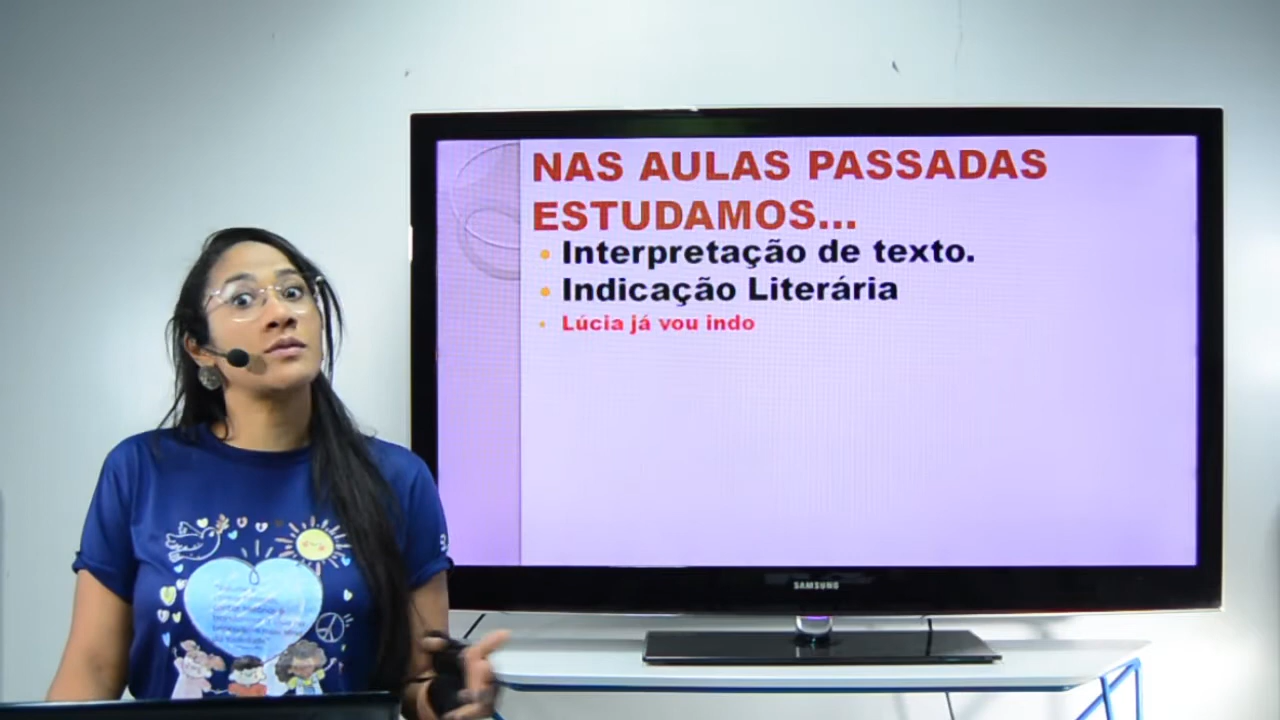 NAS AULAS PASSADAS
ESTUDAMOS...
Interpretação de texto.
Indicação Literária
Lúcia já vou indo
SAMSUNG